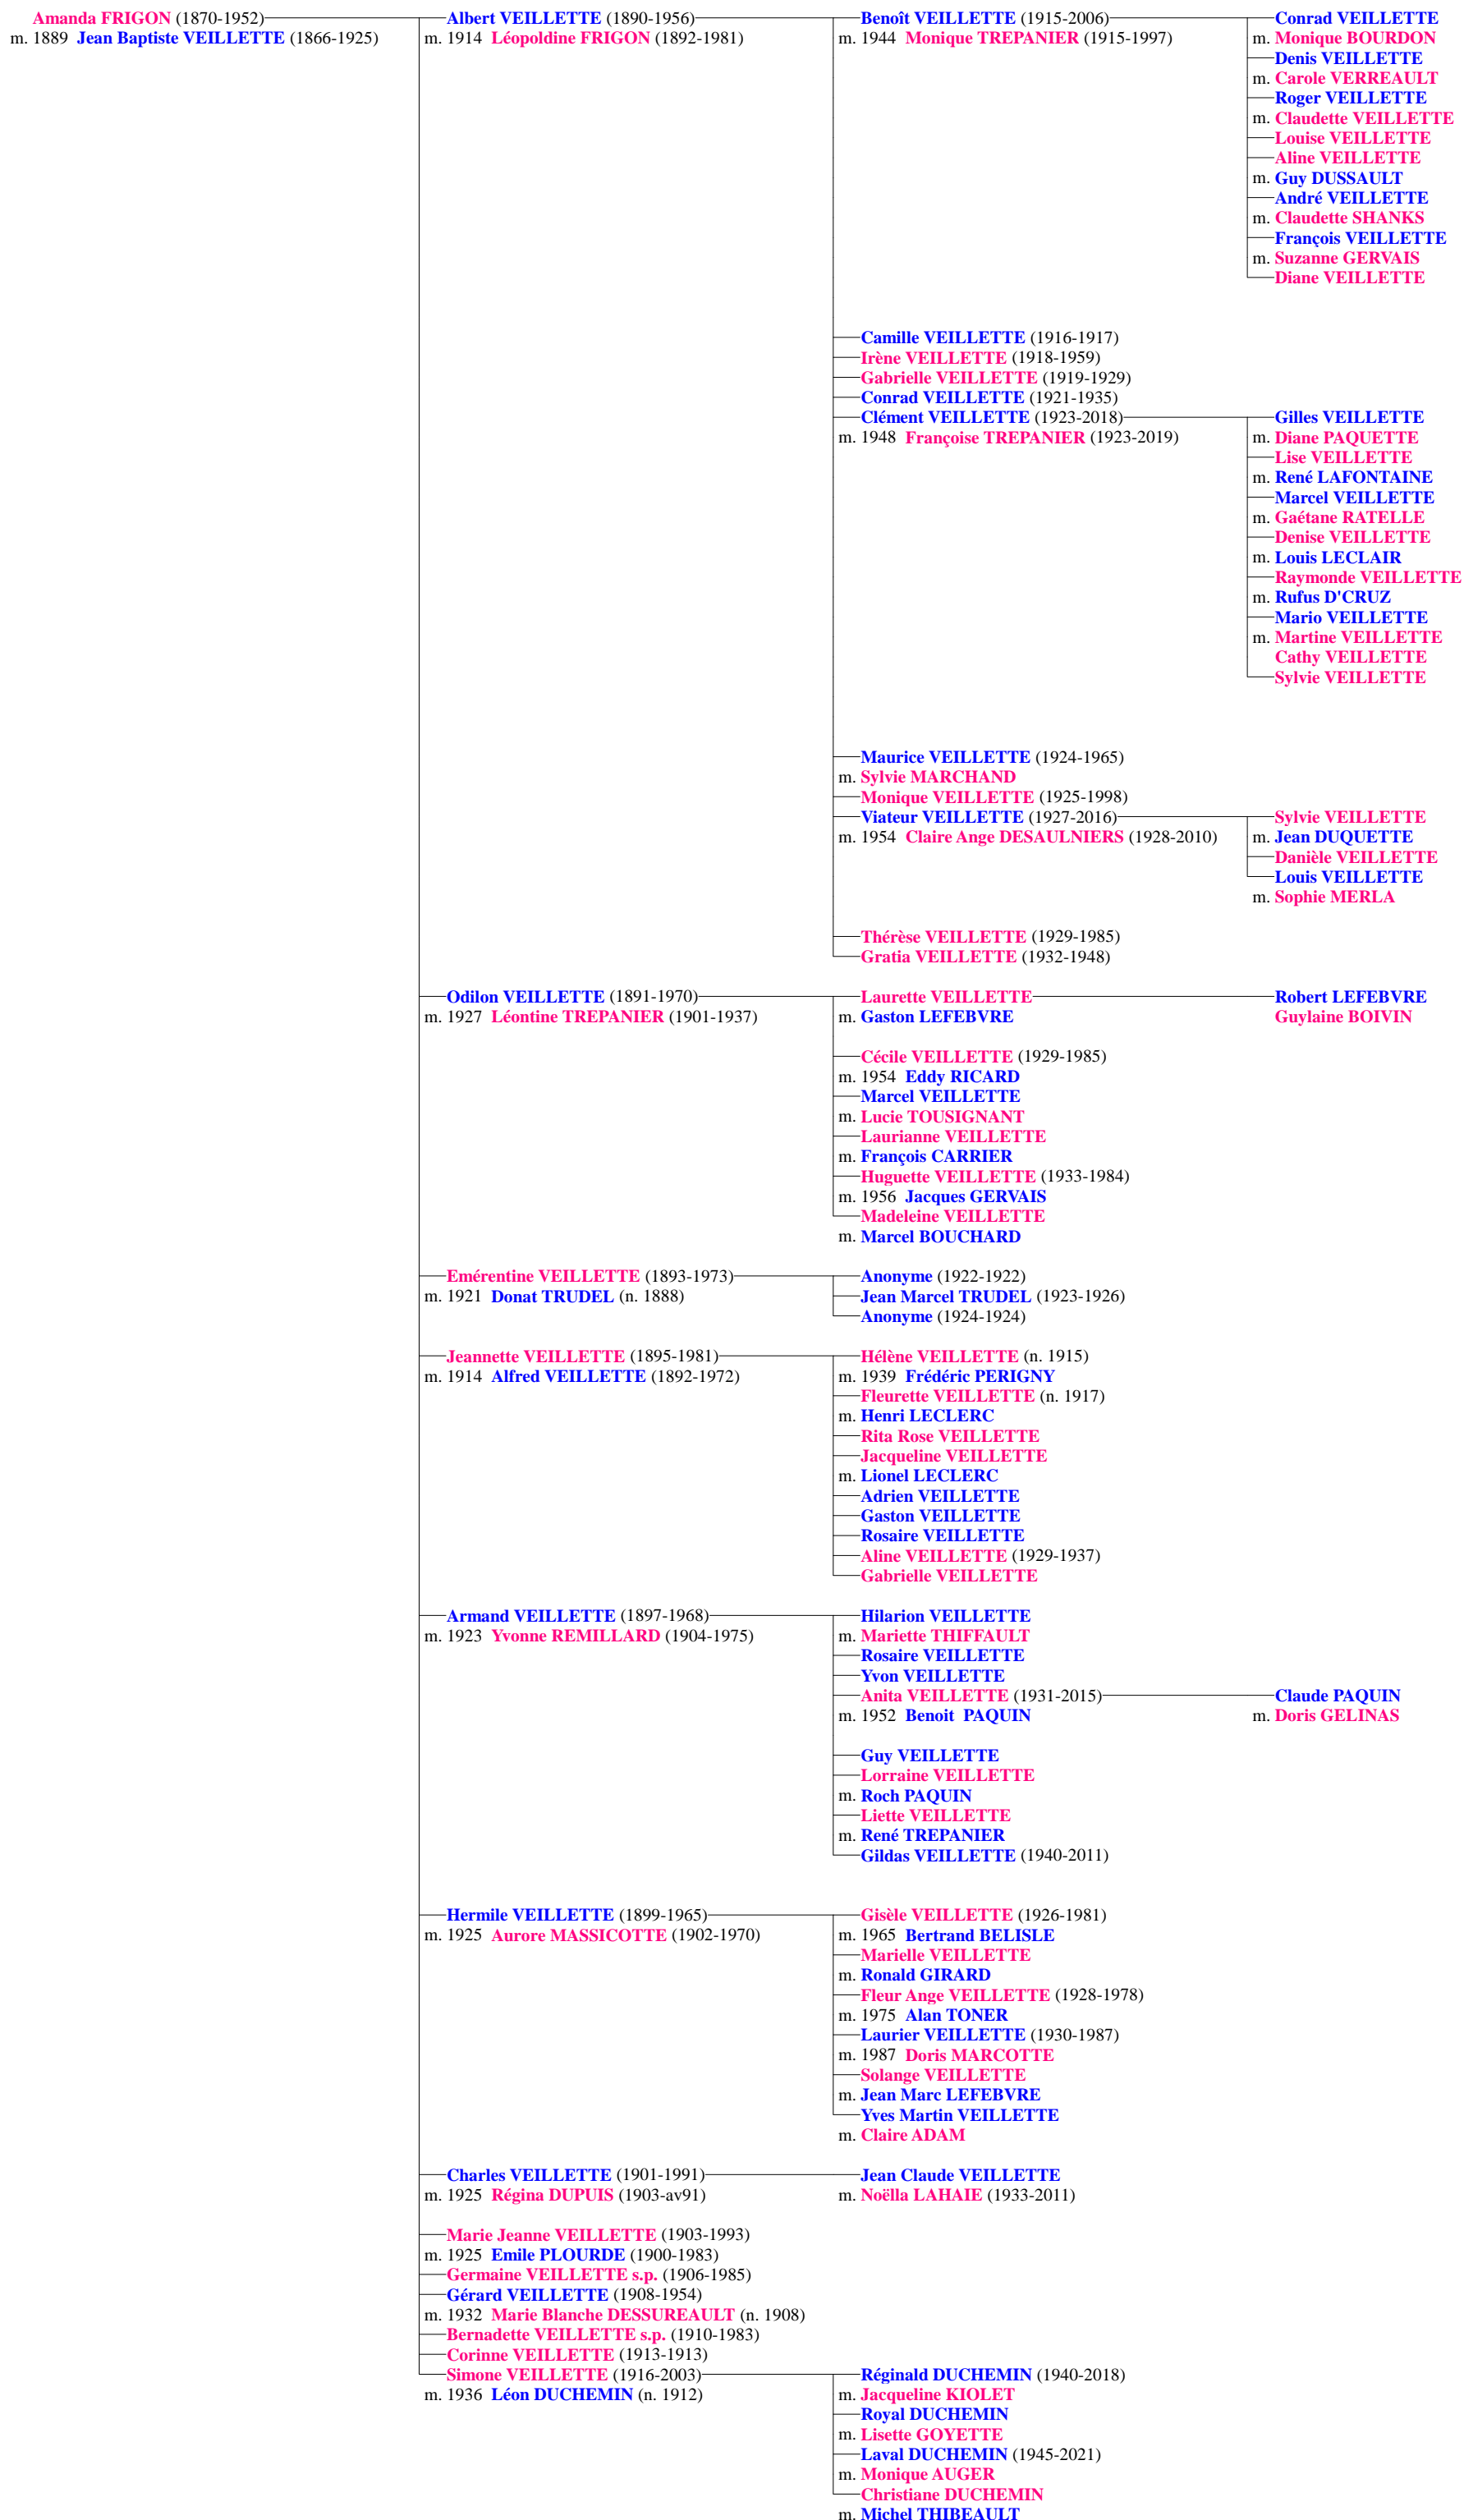 Amanda FRIGON (1870-1952) Albert VEILLETTE (1890-1956) Benoît VEILLETTE (1915-2006) Conrad VEILLETTE
m. 1889 Jean Baptiste VEILLETTE (1866-1925) m. 1914 Léopoldine FRIGON (1892-1981) m. 1944 Monique TREPANIER (1915-1997) m. Monique BOURDON
Denis VEILLETTE
m. Carole VERREAULT
Roger VEILLETTE
m. Claudette VEILLETTE
Louise VEILLETTE
Aline VEILLETTE
m. Guy DUSSAULT
André VEILLETTE
m. Claudette SHANKS
François VEILLETTE
m. Suzanne GERVAIS
Diane VEILLETTE
Camille VEILLETTE (1916-1917)
Irène VEILLETTE (1918-1959)
Gabrielle VEILLETTE (1919-1929)
Conrad VEILLETTE (1921-1935)
Clément VEILLETTE (1923-2018) Gilles VEILLETTE
m. 1948 Françoise TREPANIER (1923-2019) m. Diane PAQUETTE
Lise VEILLETTE
m. René LAFONTAINE
Marcel VEILLETTE
m. Gaétane RATELLE
Denise VEILLETTE
m. Louis LECLAIR
Raymonde VEILLETTE
m. Rufus D'CRUZ
Mario VEILLETTE
m. Martine VEILLETTE
Cathy VEILLETTE
Sylvie VEILLETTE
Maurice VEILLETTE (1924-1965)
m. Sylvie MARCHAND
Monique VEILLETTE (1925-1998)
Viateur VEILLETTE (1927-2016) Sylvie VEILLETTE
m. 1954 Claire Ange DESAULNIERS (1928-2010) m. Jean DUQUETTE
Danièle VEILLETTE
Louis VEILLETTE
m. Sophie MERLA
Thérèse VEILLETTE (1929-1985)
Gratia VEILLETTE (1932-1948)
Odilon VEILLETTE (1891-1970) Laurette VEILLETTE Robert LEFEBVRE
m. 1927 Léontine TREPANIER (1901-1937) m. Gaston LEFEBVRE Guylaine BOIVIN
Cécile VEILLETTE (1929-1985)
m. 1954 Eddy RICARD
Marcel VEILLETTE
m. Lucie TOUSIGNANT
Laurianne VEILLETTE
m. François CARRIER
Huguette VEILLETTE (1933-1984)
m. 1956 Jacques GERVAIS
Madeleine VEILLETTE
m. Marcel BOUCHARD
Emérentine VEILLETTE (1893-1973) Anonyme (1922-1922)
m. 1921 Donat TRUDEL (n. 1888) Jean Marcel TRUDEL (1923-1926)
Anonyme (1924-1924)
Jeannette VEILLETTE (1895-1981) Hélène VEILLETTE (n. 1915)
m. 1914 Alfred VEILLETTE (1892-1972) m. 1939 Frédéric PERIGNY
Fleurette VEILLETTE (n. 1917)
m. Henri LECLERC
Rita Rose VEILLETTE
Jacqueline VEILLETTE
m. Lionel LECLERC
Adrien VEILLETTE
Gaston VEILLETTE
Rosaire VEILLETTE
Aline VEILLETTE (1929-1937)
Gabrielle VEILLETTE
Armand VEILLETTE (1897-1968) Hilarion VEILLETTE
m. 1923 Yvonne REMILLARD (1904-1975) m. Mariette THIFFAULT
Rosaire VEILLETTE
Yvon VEILLETTE
Anita VEILLETTE (1931-2015) Claude PAQUIN
m. 1952 Benoit PAQUIN m. Doris GELINAS
Guy VEILLETTE
Lorraine VEILLETTE
m. Roch PAQUIN
Liette VEILLETTE
m. René TREPANIER
Gildas VEILLETTE (1940-2011)
Hermile VEILLETTE (1899-1965) Gisèle VEILLETTE (1926-1981)
m. 1925 Aurore MASSICOTTE (1902-1970) m. 1965 Bertrand BELISLE
Marielle VEILLETTE
m. Ronald GIRARD
Fleur Ange VEILLETTE (1928-1978)
m. 1975 Alan TONER
Laurier VEILLETTE (1930-1987)
m. 1987 Doris MARCOTTE
Solange VEILLETTE
m. Jean Marc LEFEBVRE
Yves Martin VEILLETTE
m. Claire ADAM
Charles VEILLETTE (1901-1991) Jean Claude VEILLETTE
m. 1925 Régina DUPUIS (1903-av91) m. Noëlla LAHAIE (1933-2011)
Marie Jeanne VEILLETTE (1903-1993)
m. 1925 Emile PLOURDE (1900-1983)
Germaine VEILLETTE s.p. (1906-1985)
Gérard VEILLETTE (1908-1954)
m. 1932 Marie Blanche DESSUREAULT (n. 1908)
Bernadette VEILLETTE s.p. (1910-1983)
Corinne VEILLETTE (1913-1913)
Simone VEILLETTE (1916-2003) Réginald DUCHEMIN (1940-2018)
m. 1936 Léon DUCHEMIN (n. 1912) m. Jacqueline KIOLET
Royal DUCHEMIN
m. Lisette GOYETTE
Laval DUCHEMIN (1945-2021)
m. Monique AUGER
Christiane DUCHEMIN
m. Michel THIBEAULT